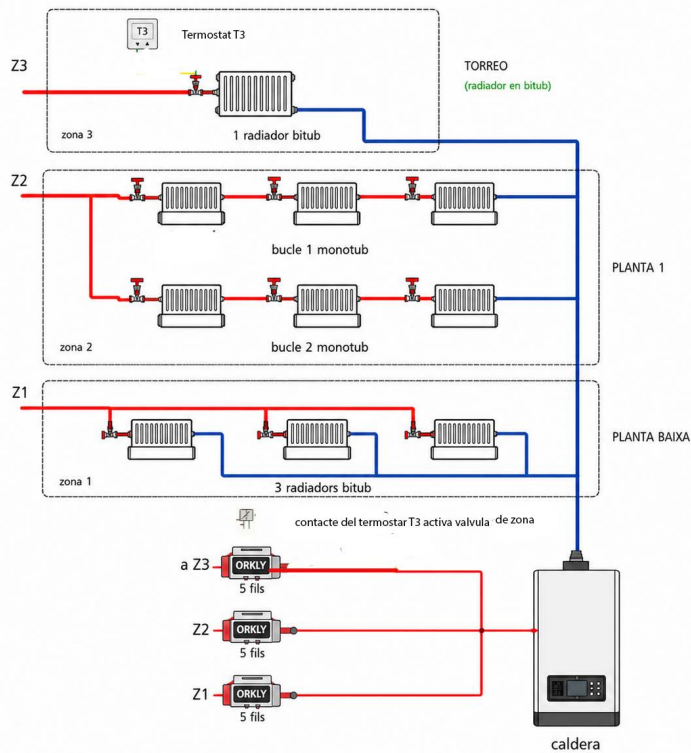 T3
Termostat T3
Z3
TORREO
(radiador en bitub)
zona 3
1 radiador bitub
Z2
bucle 1 monotub
PLANTA 1
zona 2
bucle 2 monotub
Z1
PLANTA BAIXA
zona 1
3 radiadors bitub
contacte del termostar T3 activa valvula de zona
a Z3
ORKLY
5 fils
Z2
ORKLY
5 fils
Z1
ORKLY
5 fils
caldera